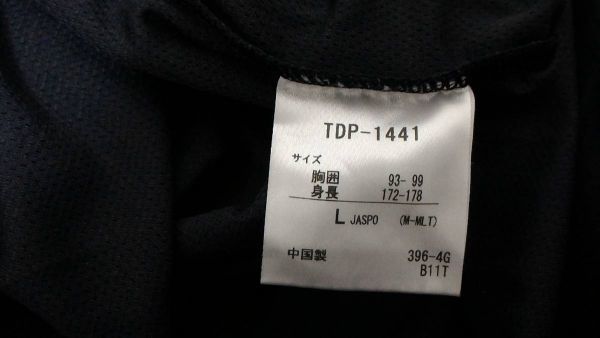 TDP-1441
サイズ
胸囲 93-99
身長 172-178
L JASPO (M-MLT)
中国製 396-4G
B11T